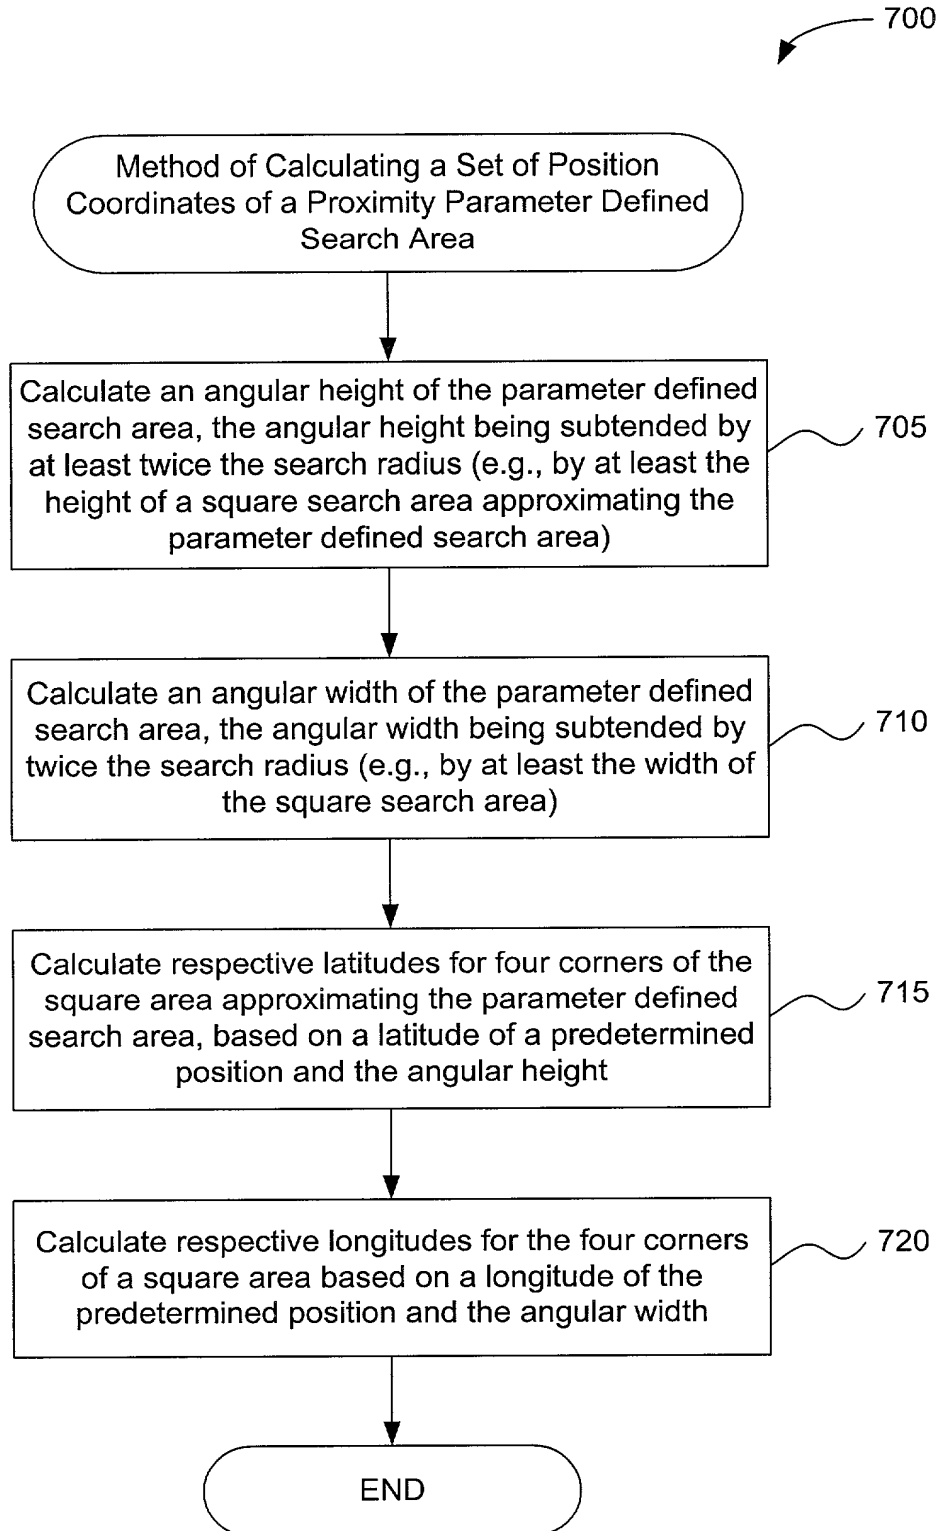 700
Method of Calculating a Set of Position
Coordinates of a Proximity Parameter Defined
Search Area
Calculate an angular height of the parameter defined
search area, the angular height being subtended by
at least twice the search radius (e.g., by at least the
height of a square search area approximating the
parameter defined search area)
705
Calculate an angular width of the parameter defined
search area, the angular width being subtended by
twice the search radius (e.g., by at least the width of
the square search area)
710
Calculate respective latitudes for four corners of the
square area approximating the parameter defined
search area, based on a latitude of a predetermined
position and the angular height
715
Calculate respective longitudes for the four corners
of a square area based on a longitude of the
predetermined position and the angular width
720
END